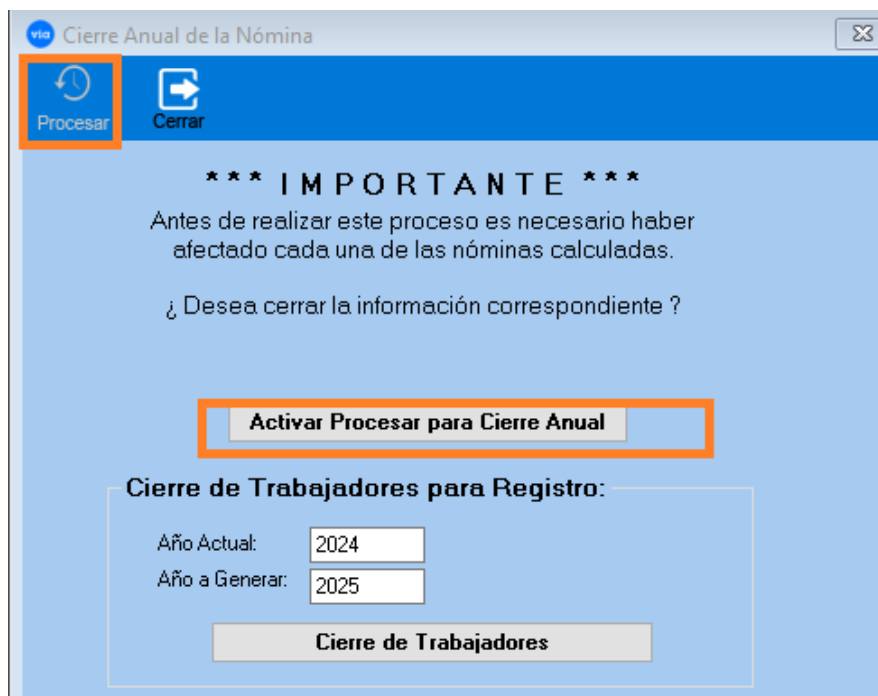 via Cierre Anual de la Nómina
Procesar
Cerrar
*** I M P O R T A N T E ***
Antes de realizar este proceso es necesario haber
afectado cada una de las nóminas calculadas.
¿ Desea cerrar la información correspondiente ?
Activar Procesar para Cierre Anual
Cierre de Trabajadores para Registro:
Año Actual: 2024
Año a Generar: 2025
Cierre de Trabajadores